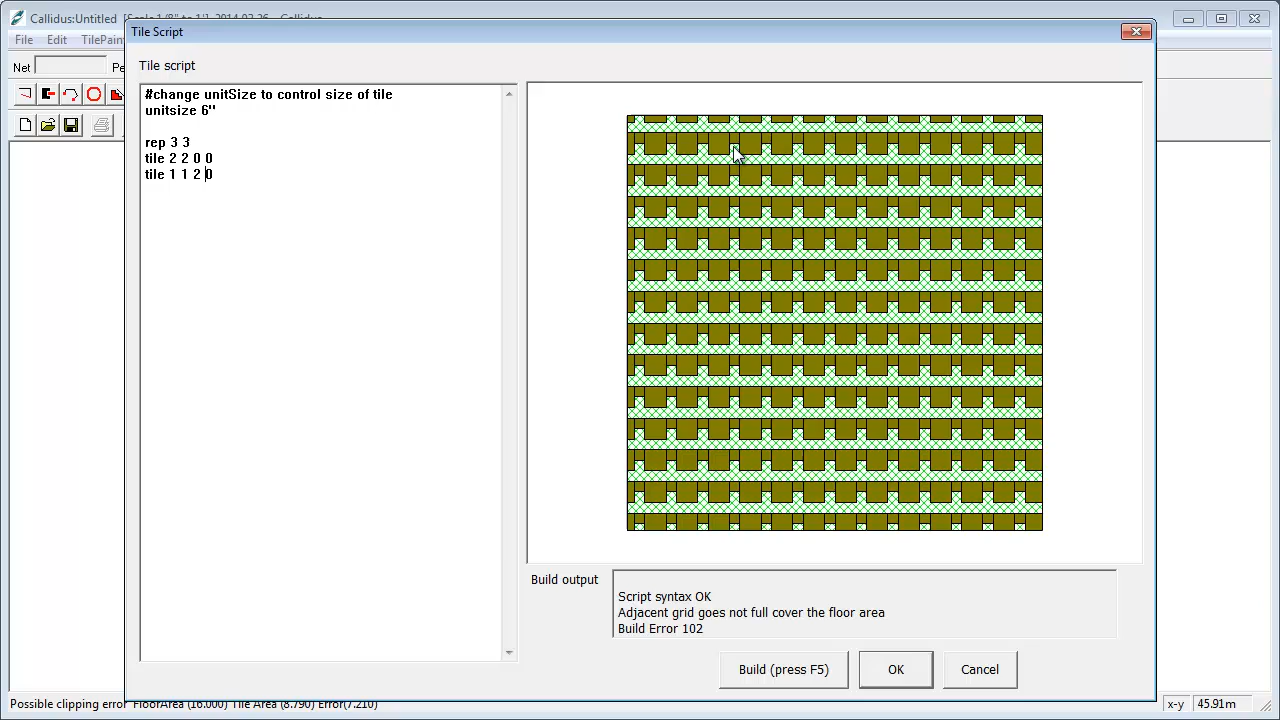 Callidus:Untitled [Scale 1/8" to 1'] 2014.03.26 - Callidus
Tile Script
File Edit TilePain
Net Pe
Tile script
#change unitSize to control size of tile
unitsize 6"
rep 3 3
tile 2 2 0 0
tile 1 1 2 0
Build output
Script syntax OK
Adjacent grid goes not full cover the floor area
Build Error 102
Build (press F5) OK Cancel
Possible clipping error FloorArea (16.000) Tile Area (8.790) Error(7.210)
x-y 45.91m